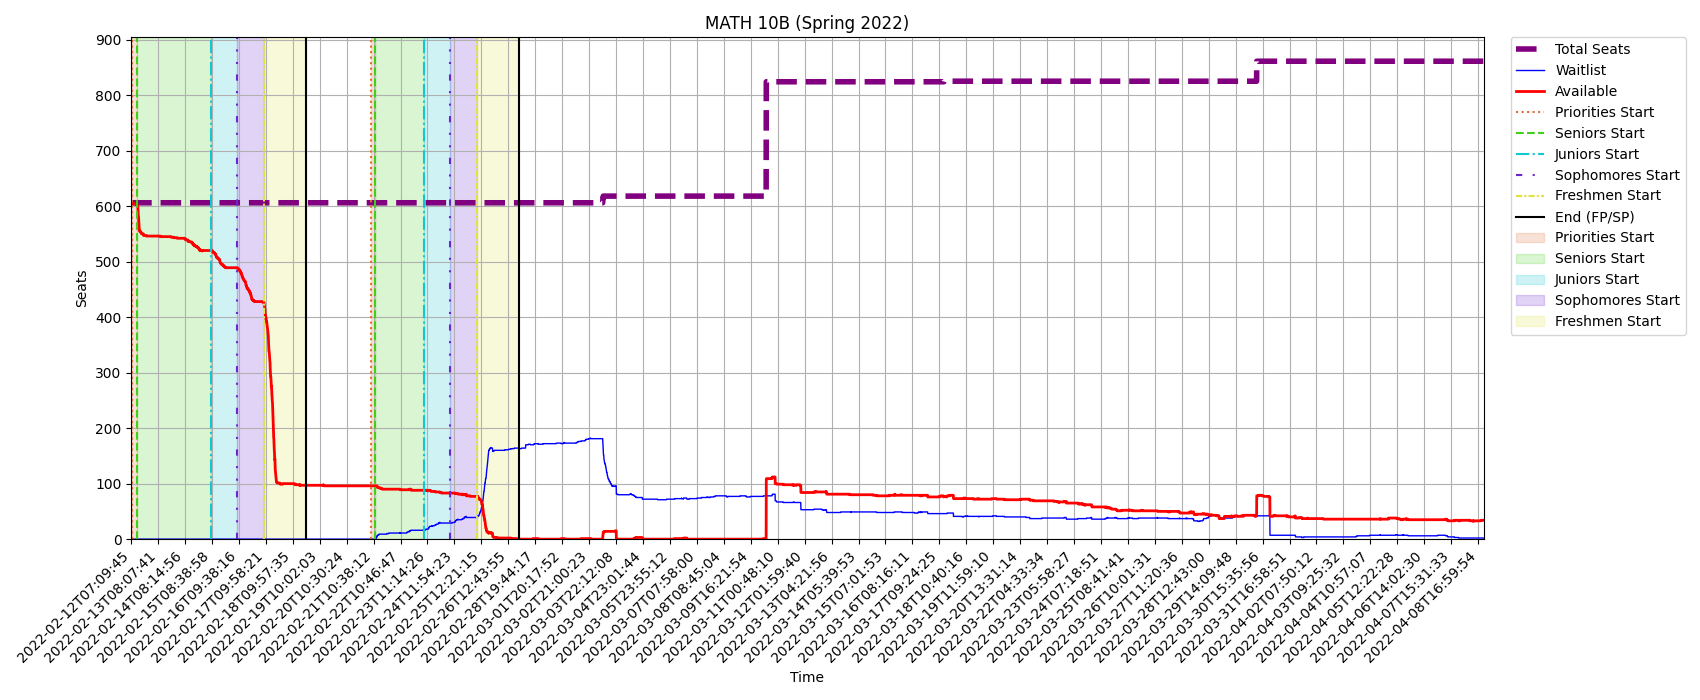 MATH 10B (Spring 2022)
900
800
700
600
500
400
300
200
100
0
Seats
2022-02-12T07:09:45
2022-02-13T08:07:41
2022-02-14T08:14:56
2022-02-15T08:38:58
2022-02-16T09:38:16
2022-02-17T09:58:21
2022-02-18T09:57:35
2022-02-19T10:02:03
2022-02-20T10:30:24
2022-02-21T10:38:12
2022-02-22T10:46:47
2022-02-23T11:14:26
2022-02-24T11:54:23
2022-02-25T12:21:15
2022-02-26T12:43:55
2022-02-28T19:44:17
2022-03-01T20:17:52
2022-03-02T21:00:23
2022-03-03T22:12:08
2022-03-04T23:01:44
2022-03-05T23:55:12
2022-03-07T07:58:00
2022-03-08T08:45:04
2022-03-09T16:21:54
2022-03-11T00:48:10
2022-03-12T01:59:40
2022-03-13T04:21:56
2022-03-14T05:39:53
2022-03-15T07:01:53
2022-03-16T08:16:11
2022-03-17T09:24:25
2022-03-18T10:40:16
2022-03-19T11:59:10
2022-03-20T13:31:14
2022-03-22T04:33:34
2022-03-23T05:58:27
2022-03-24T07:18:51
2022-03-25T08:41:41
2022-03-26T10:01:31
2022-03-27T11:20:36
2022-03-28T12:43:00
2022-03-29T14:09:48
2022-03-30T15:35:56
2022-03-31T16:58:51
2022-04-02T07:50:12
2022-04-03T09:25:32
2022-04-04T10:57:07
2022-04-05T12:22:28
2022-04-06T14:02:30
2022-04-07T15:31:33
2022-04-08T16:59:54
Time
Total Seats
Waitlist
Available
Priorities Start
Seniors Start
Juniors Start
Sophomores Start
Freshmen Start
End (FP/SP)
Priorities Start
Seniors Start
Juniors Start
Sophomores Start
Freshmen Start